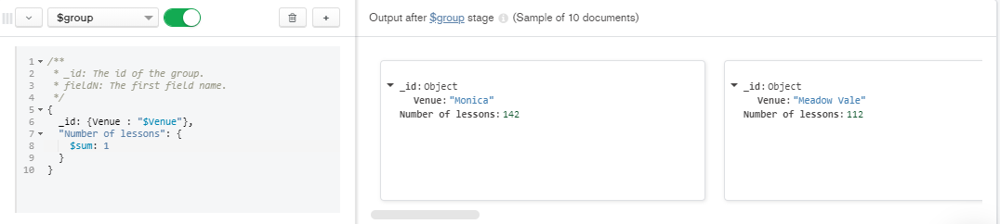 $group
+
Output after $group stage (Sample of 10 documents)
1 /**
2 * _id: The id of the group.
3 * fieldN: The first field name.
4 */
5 {
6 _id: {Venue : "$Venue"},
7 "Number of lessons": {
8 $sum: 1
9 }
10 }
_id: Object
Venue: "Monica"
Number of lessons: 142
_id: Object
Venue: "Meadow Vale"
Number of lessons: 112